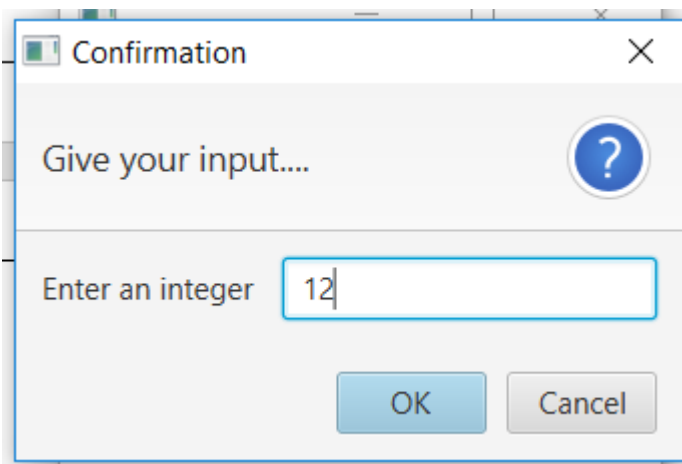 Confirmation
Give your input....
?
Enter an integer 12
OK Cancel